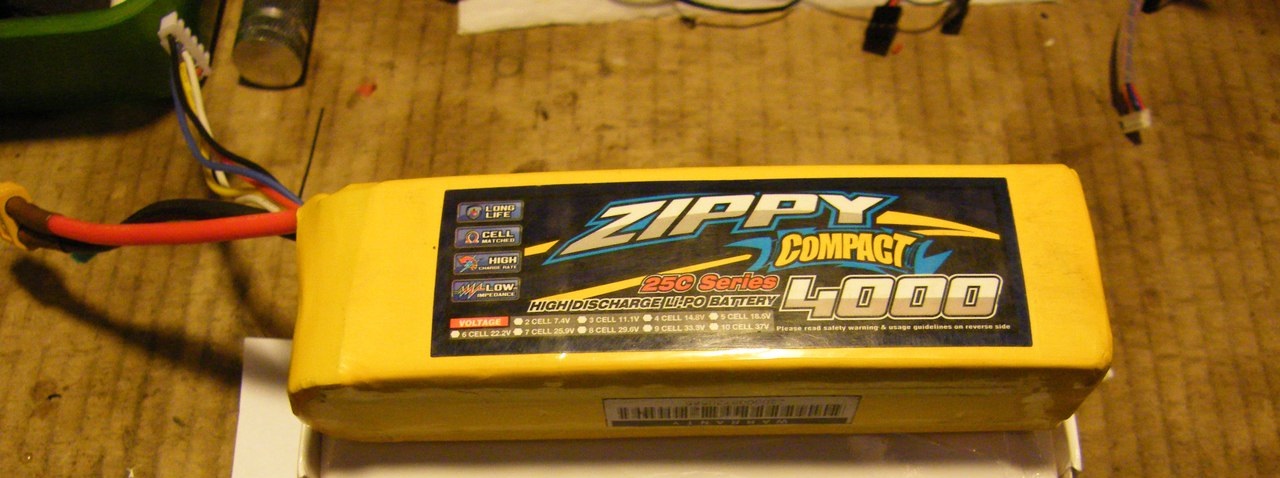 LONG LIFE
CELL MATCHED
HIGH CHARGE RATE
LOW IMPEDANCE
ZIPPY
COMPACT
25C Series
HIGH DISCHARGE LI-PO BATTERY
4000
VOLTAGE
2 CELL 7.4V 3 CELL 11.1V 4 CELL 14.8V 5 CELL 18.5V
6 CELL 22.2V 7 CELL 25.9V 8 CELL 29.6V 9 CELL 33.3V 10 CELL 37V
Please read safety warning & usage guidelines on reverse side
WARRANTY